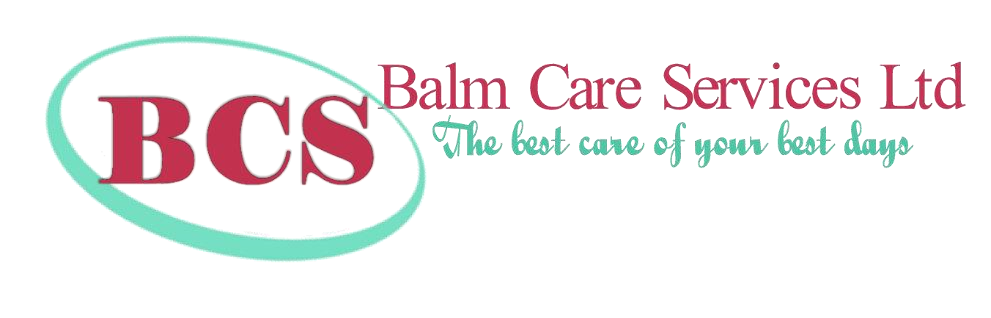 BCS
Balm Care Services Ltd
The best care of your best days